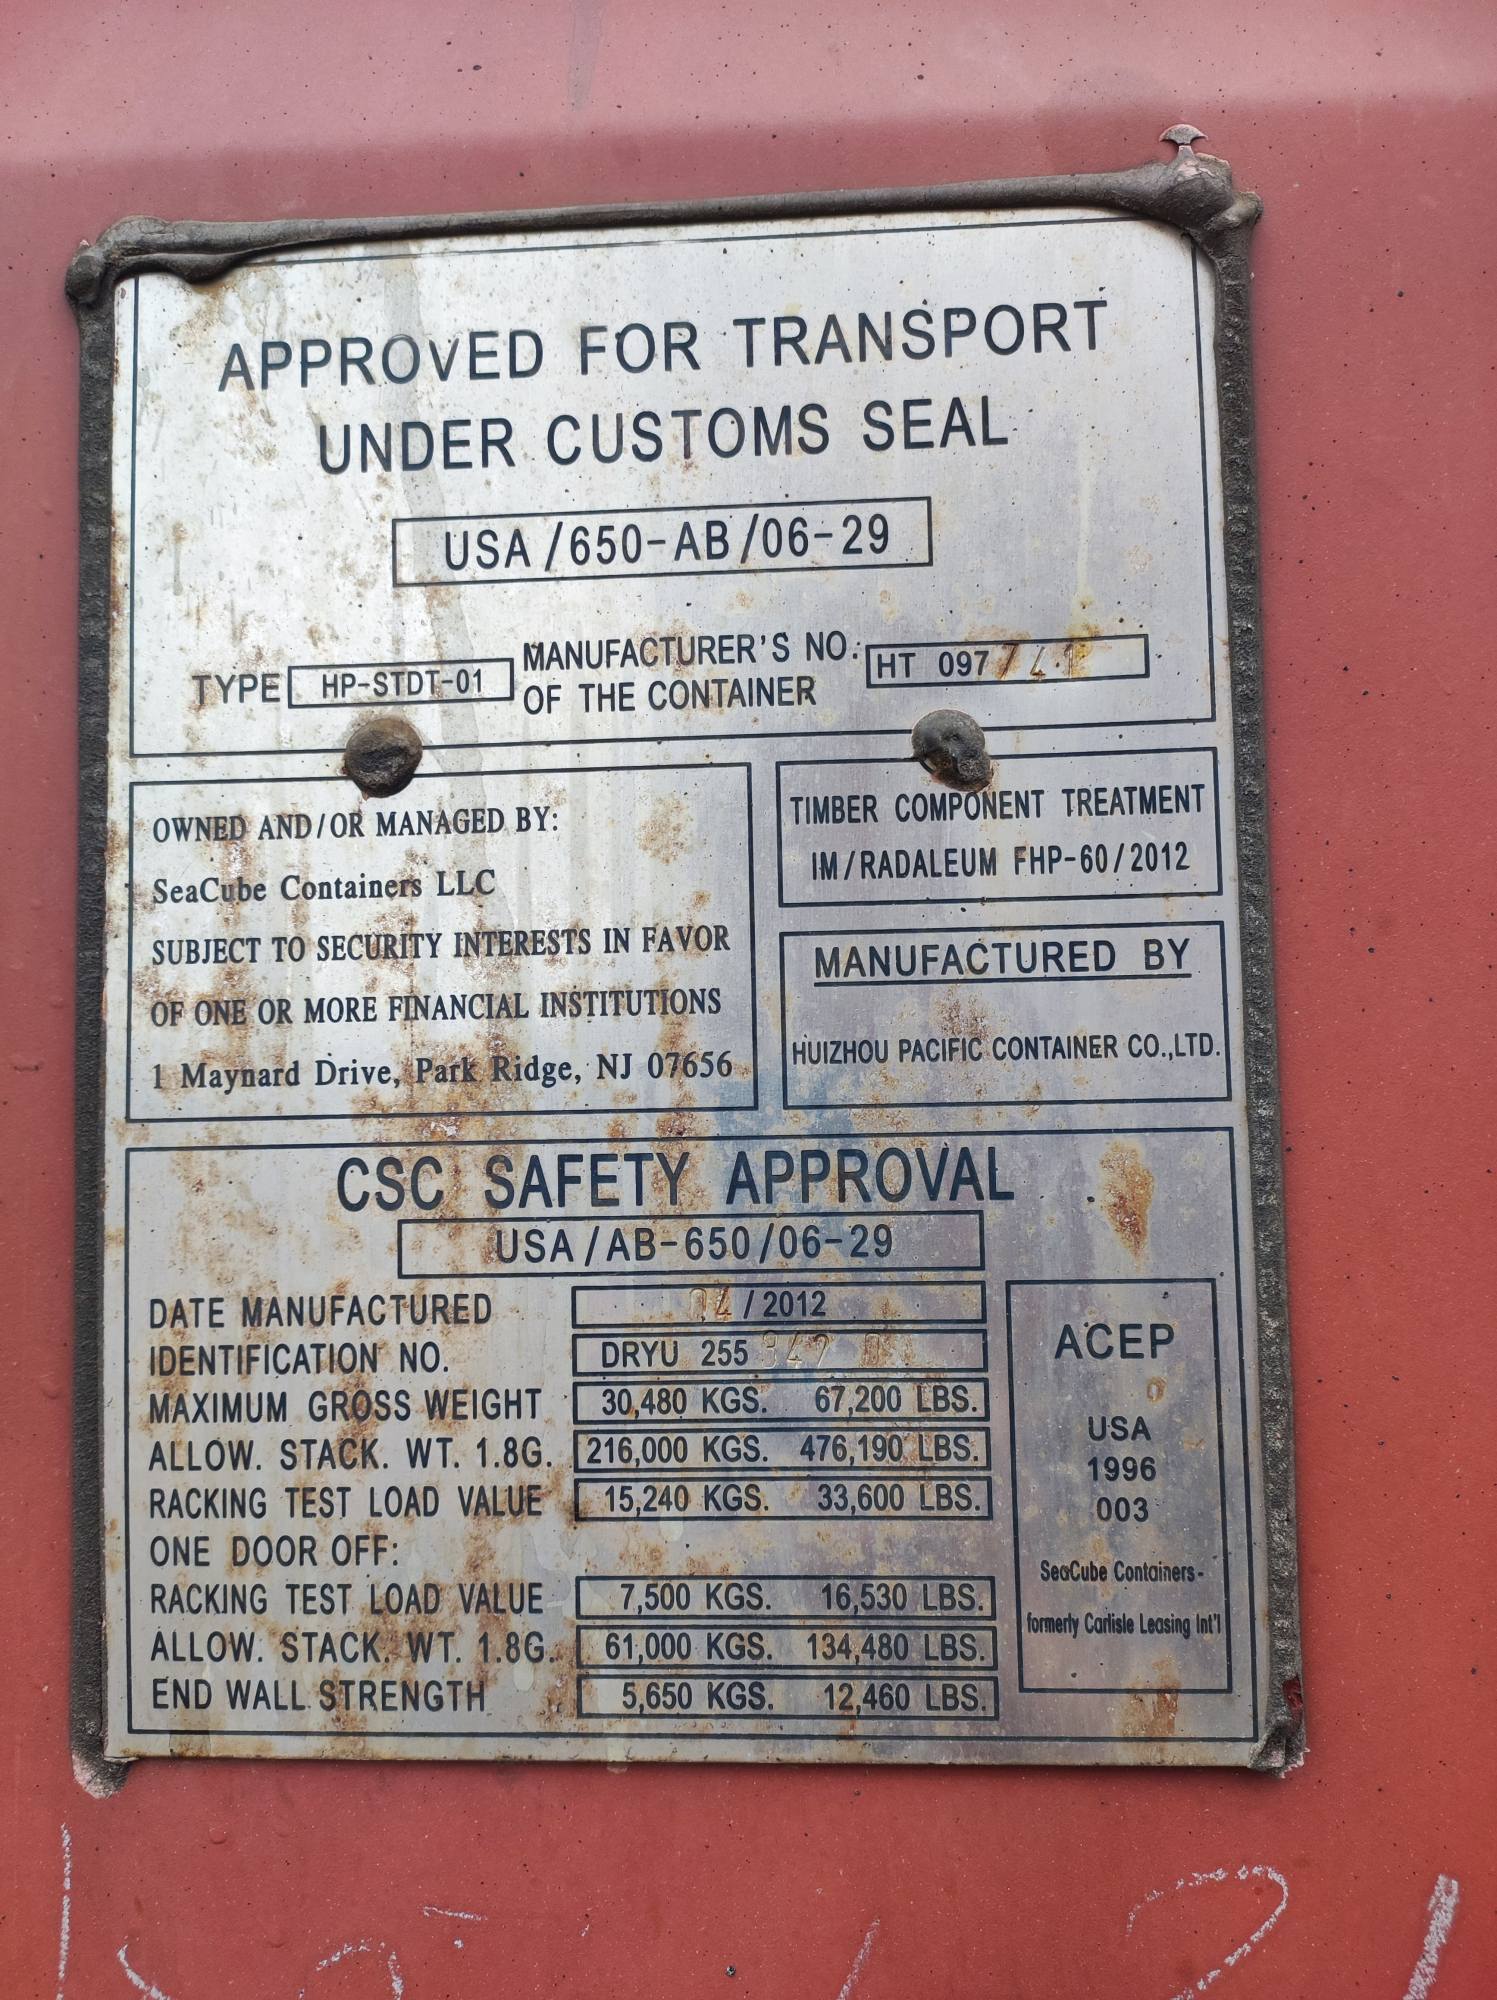 APPROVED FOR TRANSPORT
UNDER CUSTOMS SEAL
USA/650-AB/06-29
TYPE HP-STDT-01
MANUFACTURER'S NO.:
OF THE CONTAINER
HT 097741
OWNED AND/OR MANAGED BY:
SeaCube Containers LLC
SUBJECT TO SECURITY INTERESTS IN FAVOR
OF ONE OR MORE FINANCIAL INSTITUTIONS
1 Maynard Drive, Park Ridge, NJ 07656
TIMBER COMPONENT TREATMENT
IM/RADALEUM FHP-60/2012
MANUFACTURED BY
HUIZHOU PACIFIC CONTAINER CO.,LTD.
CSC SAFETY APPROVAL
USA/AB-650/06-29
DATE MANUFACTURED 04/2012
IDENTIFICATION NO. DRYU 255
MAXIMUM GROSS WEIGHT 30,480 KGS. 67,200 LBS.
ALLOW. STACK. WT. 1.8G. 216,000 KGS. 476,190 LBS.
RACKING TEST LOAD VALUE 15,240 KGS. 33,600 LBS.
ONE DOOR OFF:
RACKING TEST LOAD VALUE 7,500 KGS. 16,530 LBS.
ALLOW. STACK. WT. 1.8G. 61,000 KGS. 134,480 LBS.
END WALL STRENGTH 5,650 KGS. 12,460 LBS.
ACEP
USA
1996
003
SeaCube Containers-
formerly Carlisle Leasing Int'l